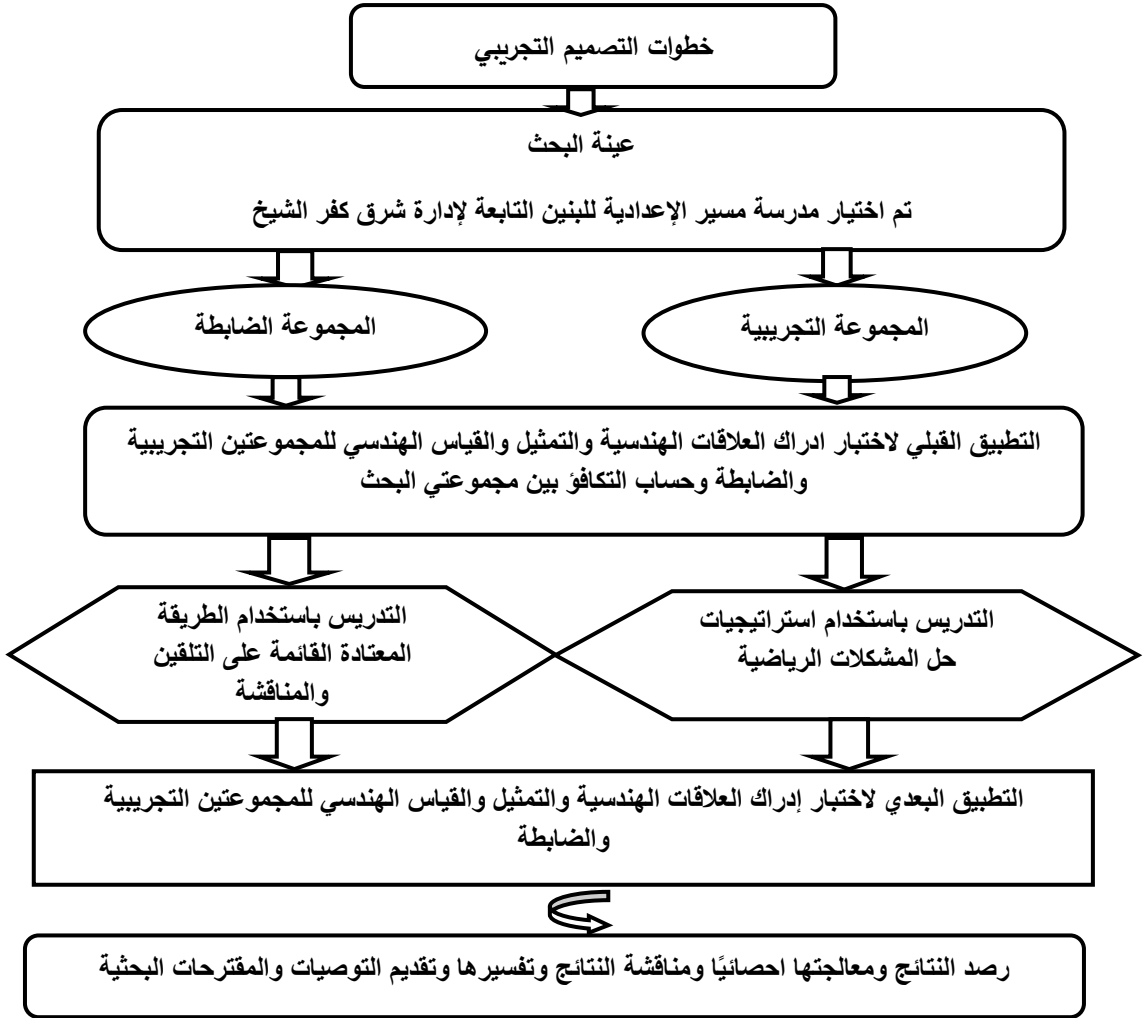 خطوات التصميم التجريبي
عينة البحث
تم اختيار مدرسة مسير الإعدادية للبنين التابعة لإدارة شرق كفر الشيخ
المجموعة التجريبية
المجموعة الضابطة
التطبيق القبلي لاختبار ادراك العلاقات الهندسية والتمثيل والقياس الهندسي للمجموعتين التجريبية
والضابطة وحساب التكافؤ بين مجموعتي البحث
التدريس باستخدام استراتيجيات
حل المشكلات الرياضية
التدريس باستخدام الطريقة
المعتادة القائمة على التلقين
والمناقشة
التطبيق البعدي لاختبار إدراك العلاقات الهندسية والتمثيل والقياس الهندسي للمجموعتين التجريبية
والضابطة
رصد النتائج ومعالجتها احصائيًا ومناقشة النتائج وتفسيرها وتقديم التوصيات والمقترحات البحثية